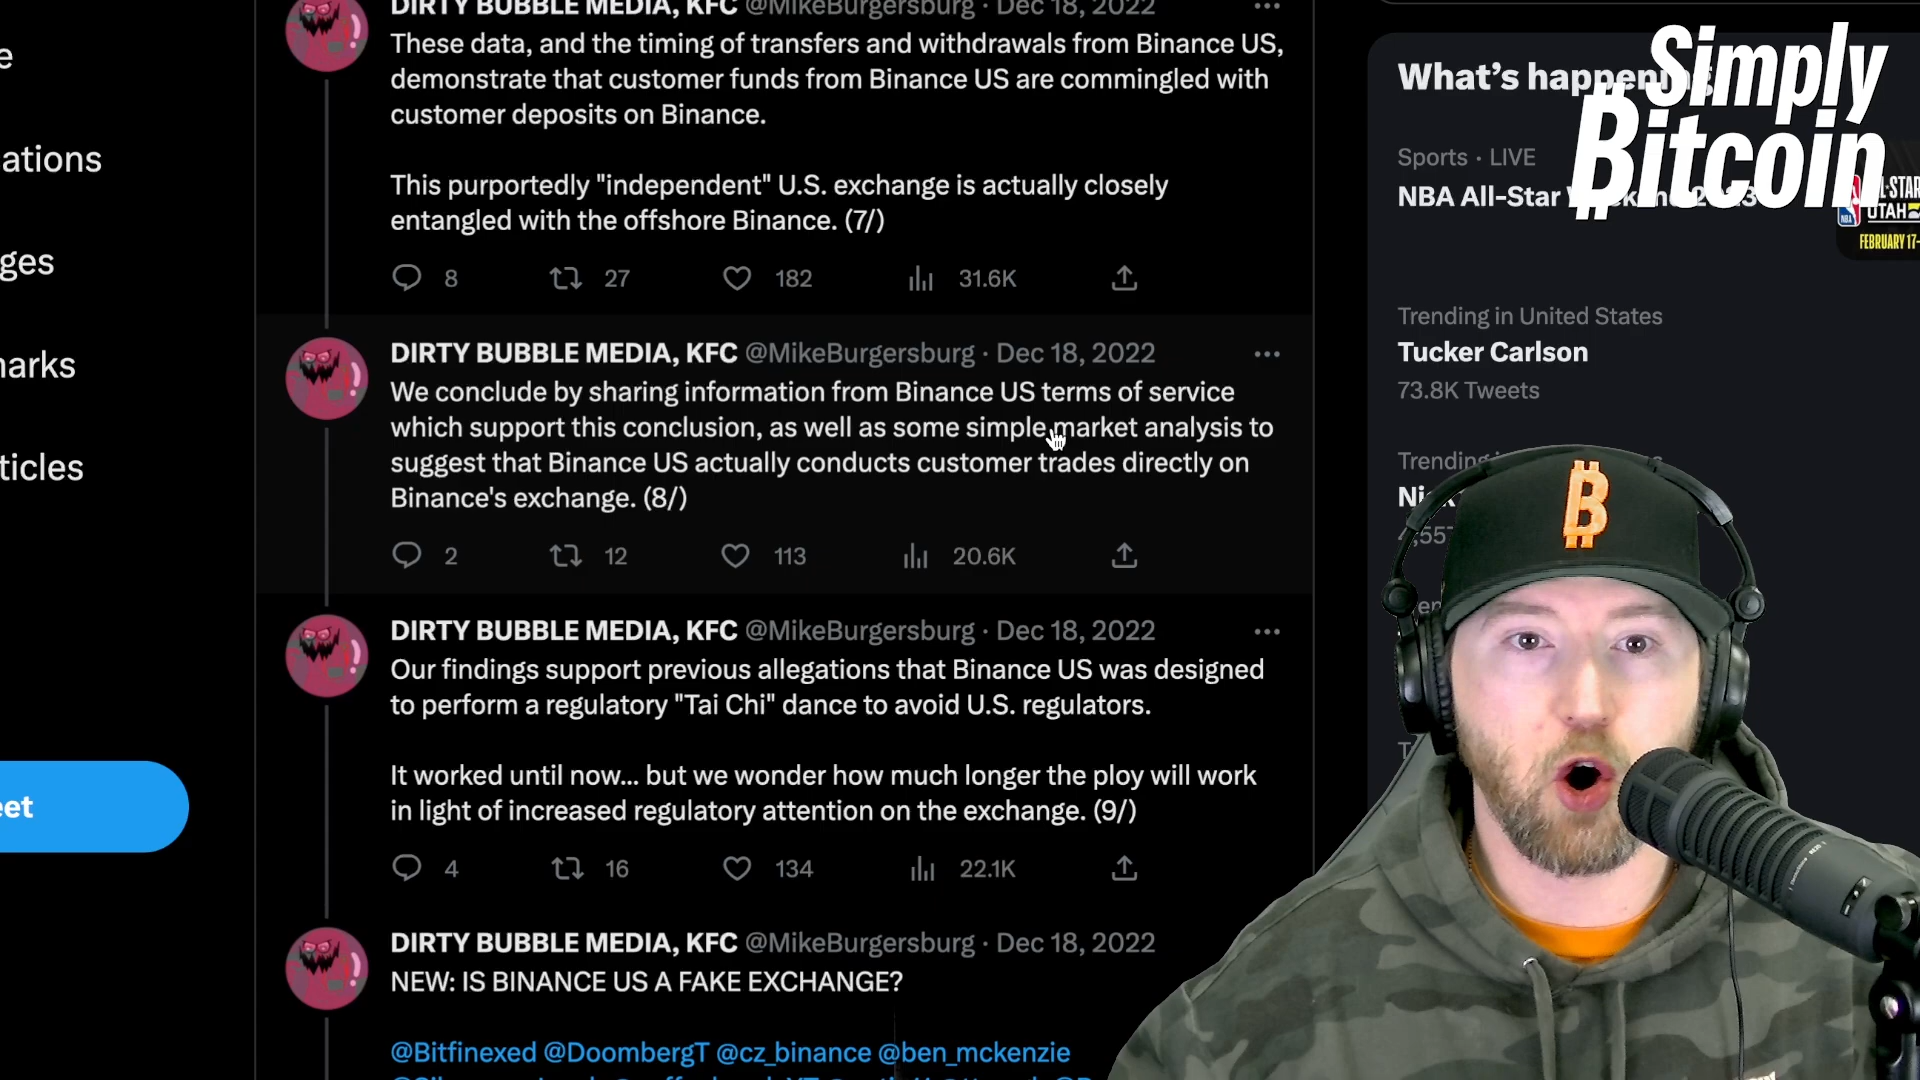 DIRTY BUBBLE MEDIA, KFC @MikeBurgersburg · Dec 18, 2022
These data, and the timing of transfers and withdrawals from Binance US,
demonstrate that customer funds from Binance US are commingled with
customer deposits on Binance.
This purportedly "independent" U.S. exchange is actually closely
entangled with the offshore Binance. (7/)
8 27 182 31.6K
DIRTY BUBBLE MEDIA, KFC @MikeBurgersburg · Dec 18, 2022
We conclude by sharing information from Binance US terms of service
which support this conclusion, as well as some simple market analysis to
suggest that Binance US actually conducts customer trades directly on
Binance's exchange. (8/)
2 12 113 20.6K
DIRTY BUBBLE MEDIA, KFC @MikeBurgersburg · Dec 18, 2022
Our findings support previous allegations that Binance US was designed
to perform a regulatory "Tai Chi" dance to avoid U.S. regulators.
It worked until now... but we wonder how much longer the ploy will work
in light of increased regulatory attention on the exchange. (9/)
4 16 134 22.1K
DIRTY BUBBLE MEDIA, KFC @MikeBurgersburg · Dec 18, 2022
NEW: IS BINANCE US A FAKE EXCHANGE?
@Bitfinexed @DoombergT @cz_binance @ben_mckenzie
ations
ges
arks
ticles
eet
What's happening
Simply
Bitcoin
Sports · LIVE
NBA All-Star
UTAH
FEBRUARY 17-
Trending in United States
Tucker Carlson
73.8K Tweets
Trending